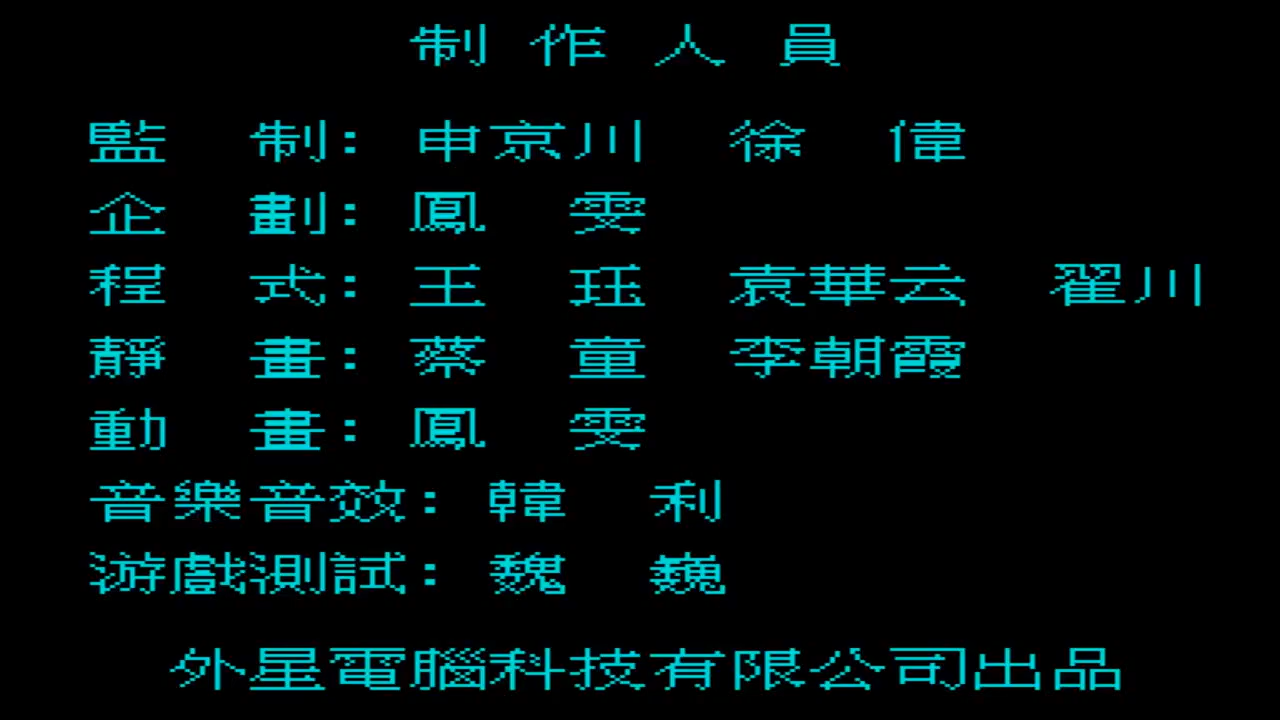 制作人員
監 制: 申京川 徐 偉
企 劃: 鳳 雯
程 式: 王 珏 袁華云 翟川
靜 畫: 蔡 童 李朝霞
動 畫: 鳳 雯
音樂音效: 韓 利
游戲測試: 魏 巍
外星電腦科技有限公司出品